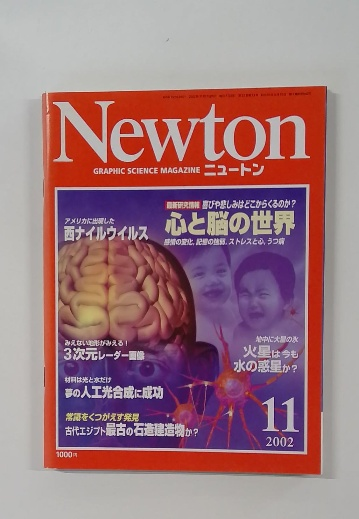 Newton
GRAPHIC SCIENCE MAGAZINE ニュートン
最新研究情報 喜びや悲しみはどこからくるのか?
心と脳の世界
感情の変化, 記憶の強弱, ストレスと心, うつ病
アメリカに出現した
西ナイルウイルス
みえない地形がみえる!
3次元レーダー画像
地中に大量の氷
火星は今も
水の惑星か?
材料は光と水だけ
夢の人工光合成に成功
常識をくつがえす発見
古代エジプト最古の石造建造物か?
11
2002
1000円